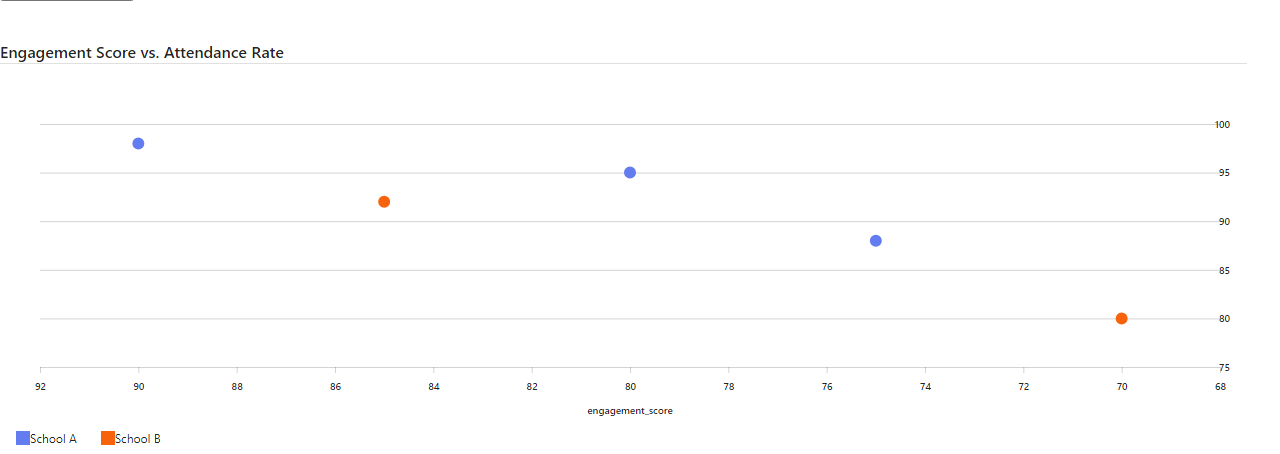 Engagement Score vs. Attendance Rate
100
95
90
85
80
75
92 90 88 86 84 82 80 78 76 74 72 70 68
engagement_score
School A School B